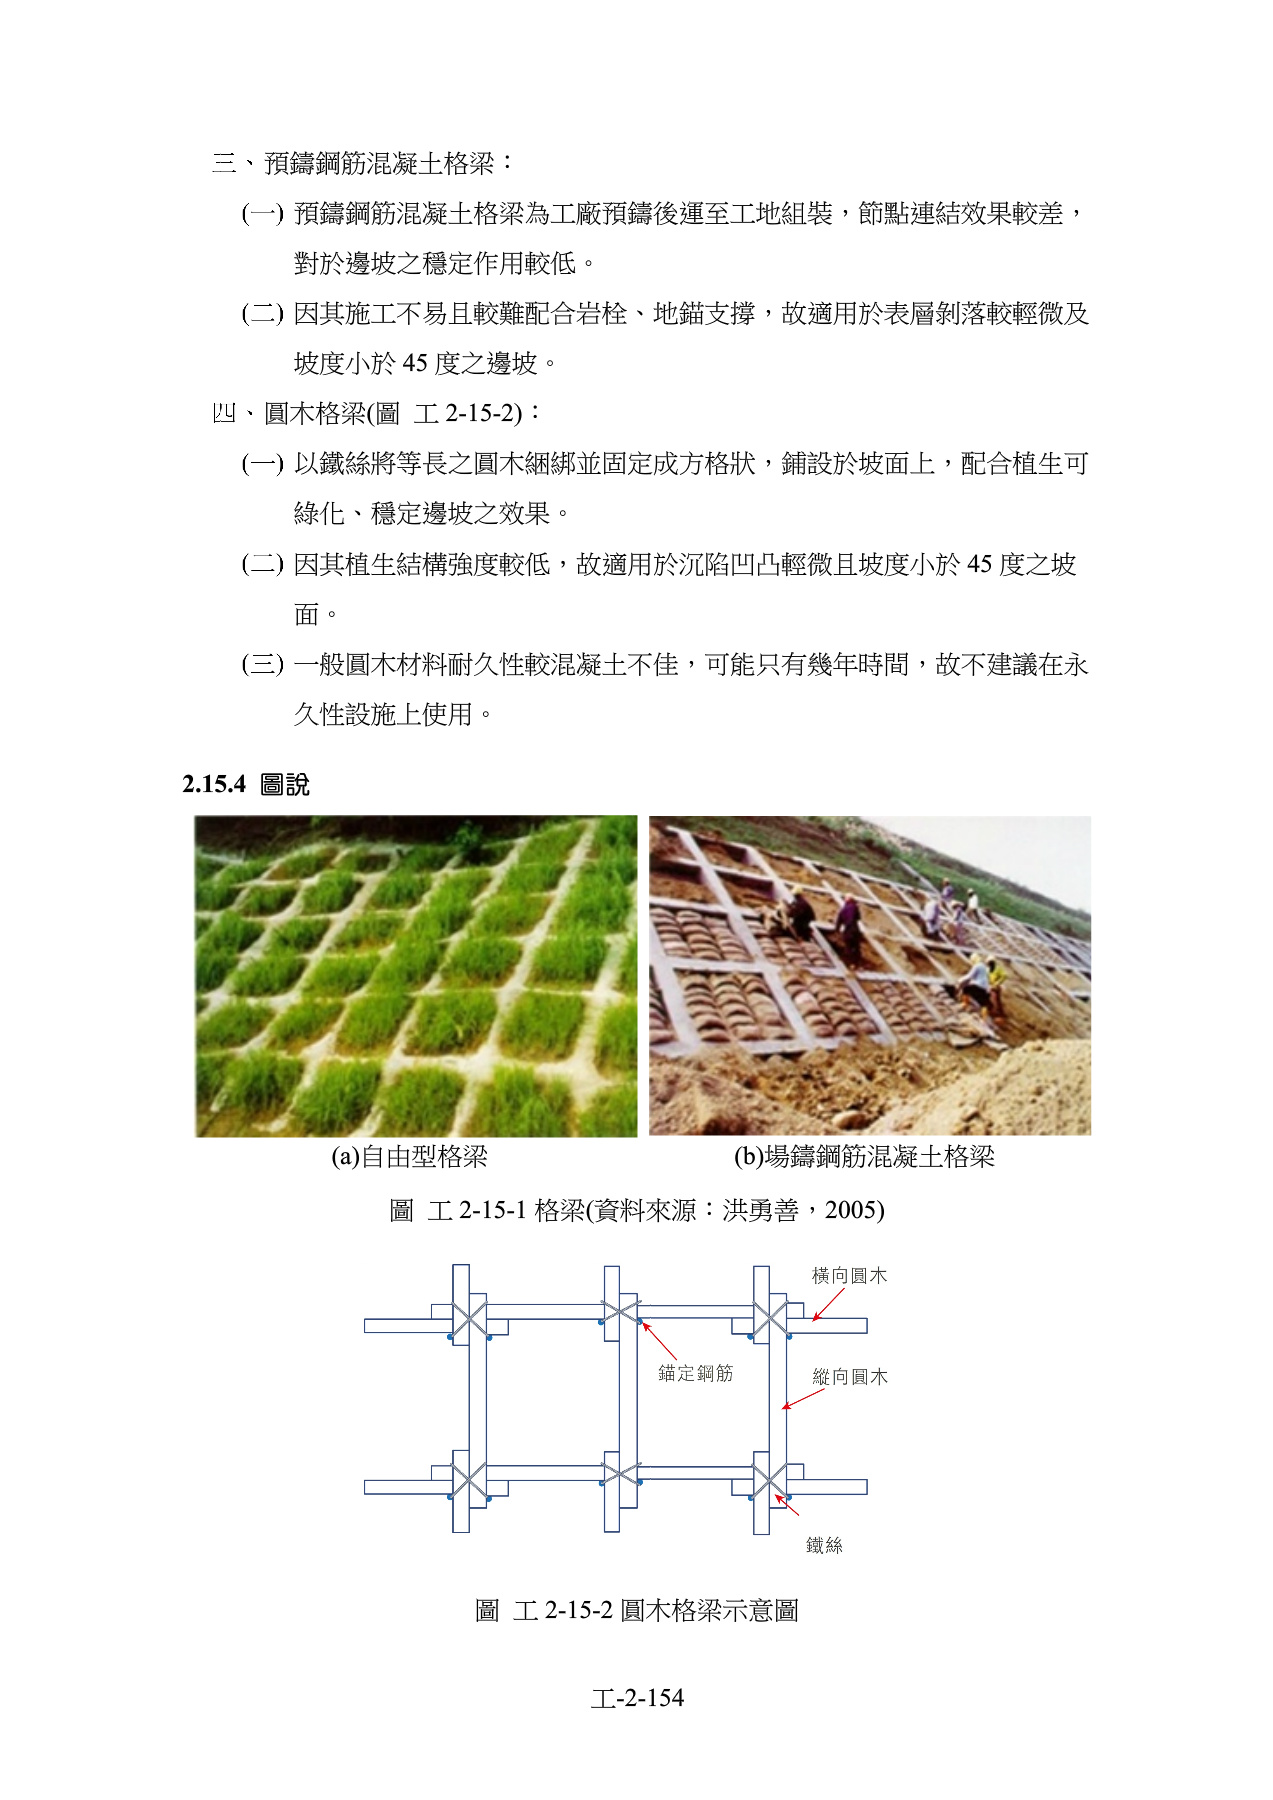 三、預鑄鋼筋混凝土格梁：
(一) 預鑄鋼筋混凝土格梁為工廠預鑄後運至工地組裝，節點連結效果較差，
對於邊坡之穩定作用較低。
(二) 因其施工不易且較難配合岩栓、地錨支撐，故適用於表層剝落較輕微及
坡度小於 45 度之邊坡。
四、圓木格梁(圖 工 2-15-2)：
(一) 以鐵絲將等長之圓木綑綁並固定成方格狀，鋪設於坡面上，配合植生可
綠化、穩定邊坡之效果。
(二) 因其植生結構強度較低，故適用於沉陷凹凸輕微且坡度小於 45 度之坡
面。
(三) 一般圓木材料耐久性較混凝土不佳，可能只有幾年時間，故不建議在永
久性設施上使用。
2.15.4 圖說
(a)自由型格梁
(b)場鑄鋼筋混凝土格梁
圖 工 2-15-1 格梁(資料來源：洪勇善，2005)
橫向圓木
錨定鋼筋
縱向圓木
鐵絲
圖 工 2-15-2 圓木格梁示意圖
工-2-154